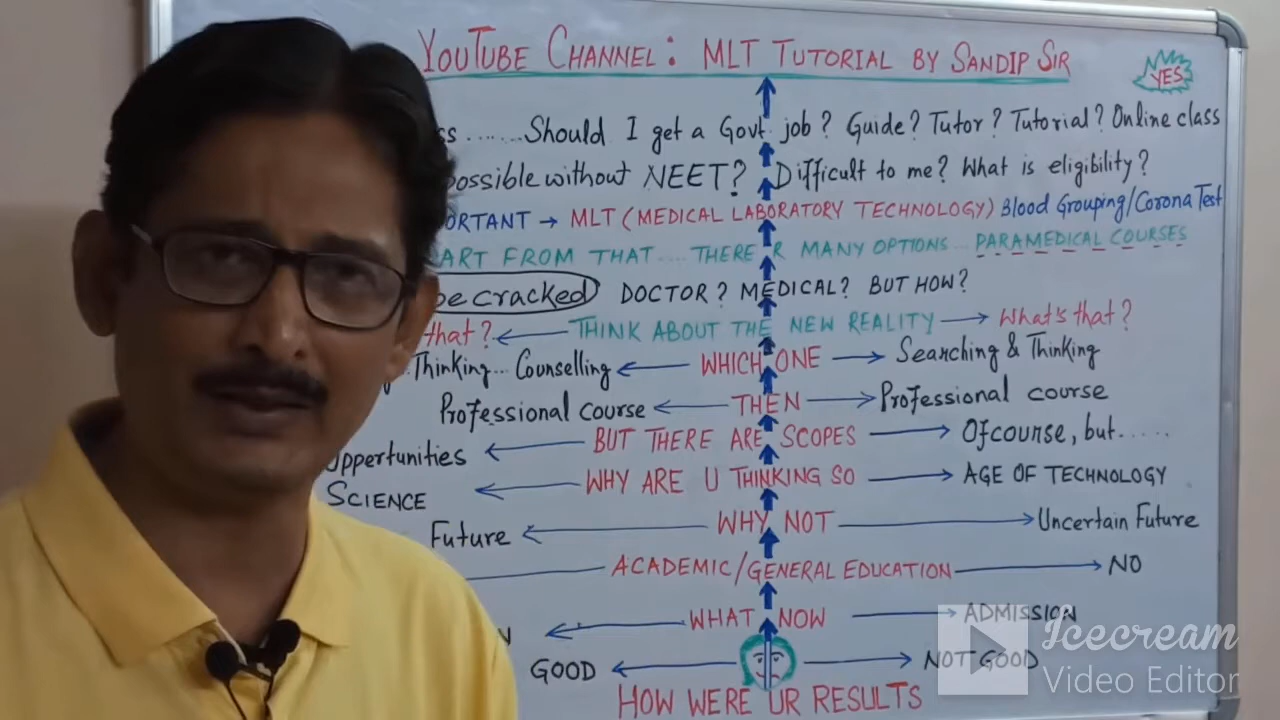 YOUTUBE CHANNEL: MLT TUTORIAL BY SANDIP SIR
YES
ss ........Should I get a Govt job? Guide? Tutor? Tutorial? Online class
possible without NEET? Difficult to me? What is eligibility?
ORTANT → MLT (MEDICAL LABORATORY TECHNOLOGY) Blood Grouping/Corona Test
ART FROM THAT.... THERE R MANY OPTIONS... PARAMEDICAL COURSES
be cracked DOCTOR? MEDICAL? BUT HOW?
that? ← THINK ABOUT THE NEW REALITY → What's that?
Thinking... Counselling ← WHICH ONE → Searching & Thinking
Professional course ← THEN → Professional course
Oppertunities ← BUT THERE ARE SCOPES → Ofcourse, but......
SCIENCE ← WHY ARE U THINKING SO → AGE OF TECHNOLOGY
Future ← WHY NOT → Uncertain Future
ACADEMIC/GENERAL EDUCATION → NO
N ← WHAT NOW → ADMISSION
GOOD ← → NOT GOOD
HOW WERE UR RESULTS
Icecream
Video Editor